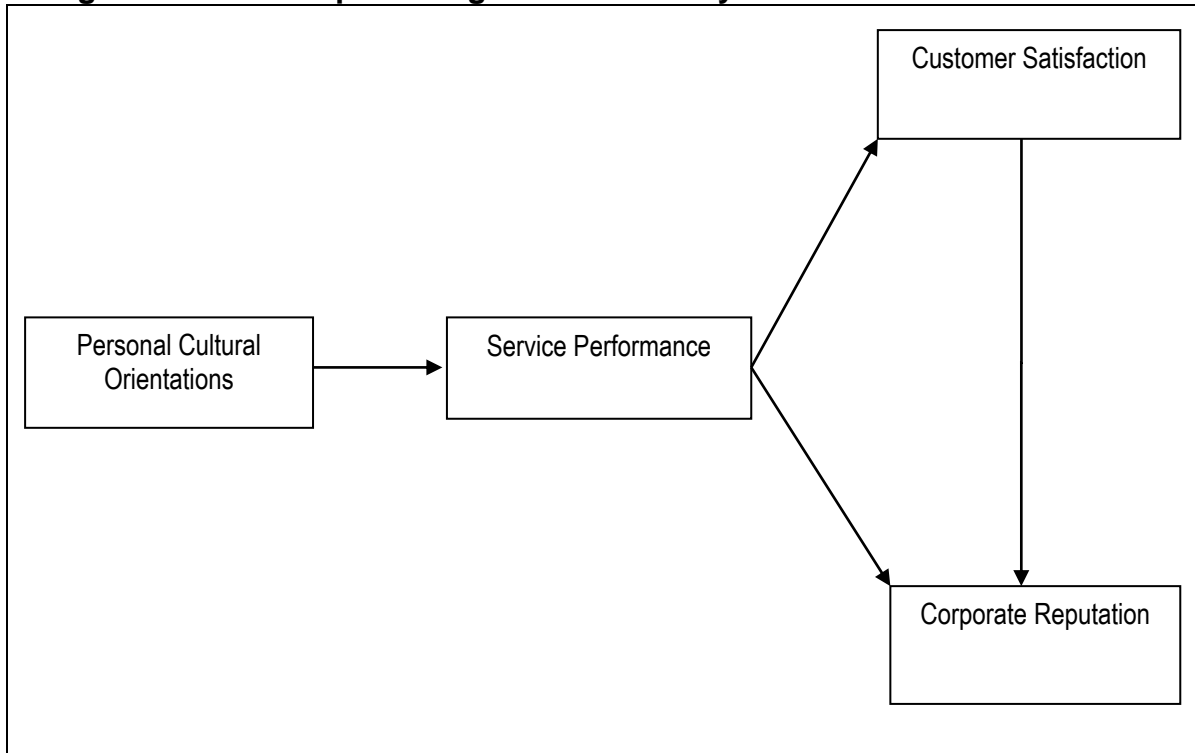 Customer Satisfaction
Personal Cultural
Orientations
Service Performance
Corporate Reputation